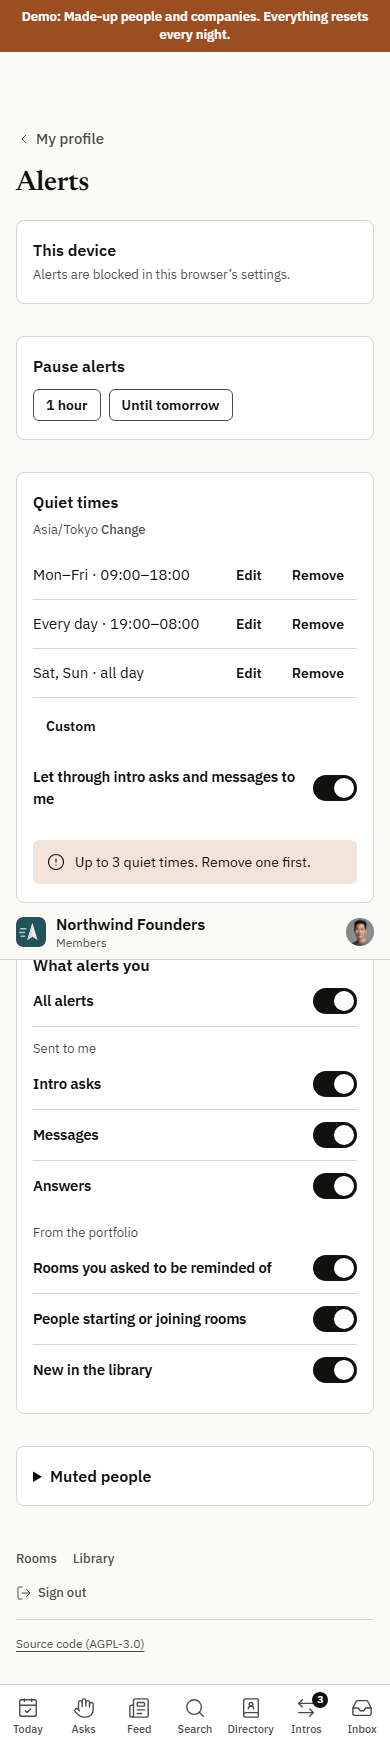 Demo: Made-up people and companies. Everything resets
every night.
My profile
Alerts
This device
Alerts are blocked in this browser’s settings.
Pause alerts
1 hour
Until tomorrow
Quiet times
Asia/Tokyo Change
Mon–Fri · 09:00–18:00 Edit Remove
Every day · 19:00–08:00 Edit Remove
Sat, Sun · all day Edit Remove
Custom
Let through intro asks and messages to
me
Up to 3 quiet times. Remove one first.
Northwind Founders
Members
What alerts you
All alerts
Sent to me
Intro asks
Messages
Answers
From the portfolio
Rooms you asked to be reminded of
People starting or joining rooms
New in the library
Muted people
Rooms Library
Sign out
Source code (AGPL-3.0)
3
Today Asks Feed Search Directory Intros Inbox